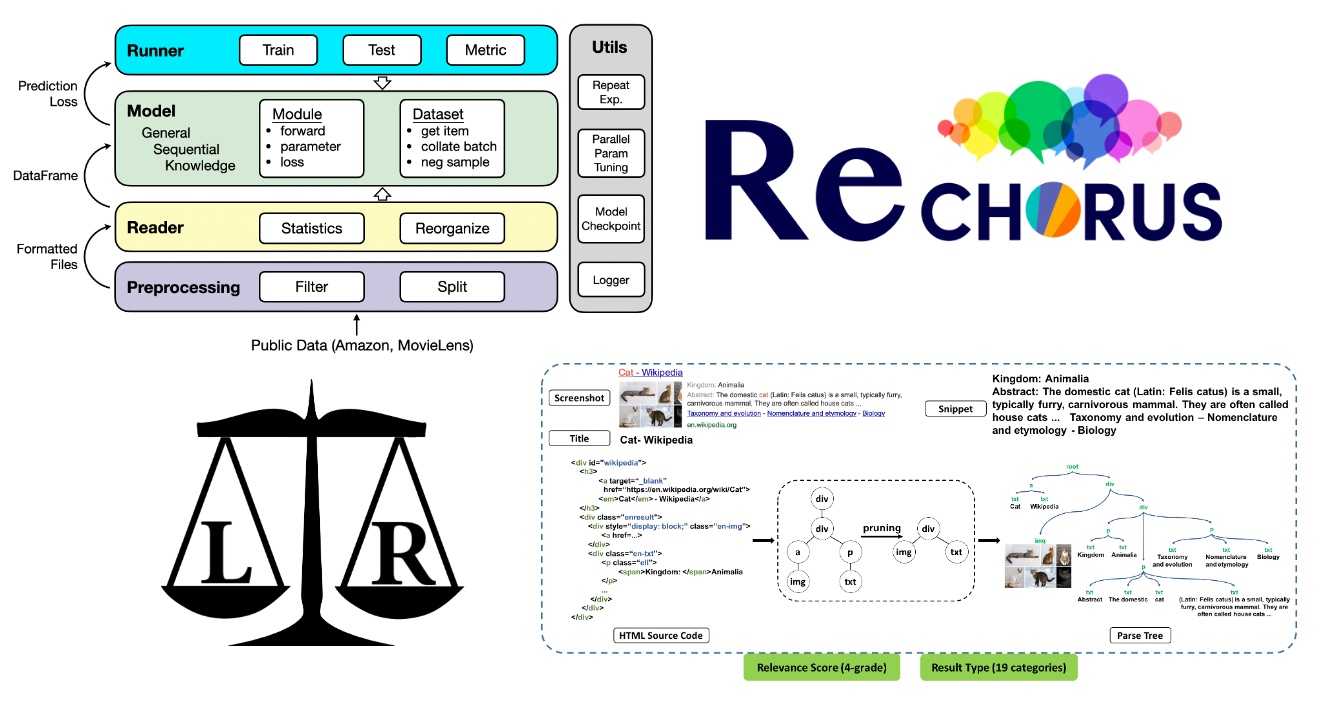 Runner
Train
Test
Metric
Prediction
Loss
Model
General
Sequential
Knowledge
Module
• forward
• parameter
• loss
Dataset
• get item
• collate batch
• neg sample
DataFrame
Reader
Statistics
Reorganize
Formatted
Files
Preprocessing
Filter
Split
Public Data (Amazon, MovieLens)
Utils
Repeat
Exp.
Parallel
Param
Tuning
Model
Checkpoint
Logger
Re CHORUS
L R
Screenshot
Cat - Wikipedia
Kingdom: Animalia
Abstract: The domestic cat (Latin: Felis catus) is a small, typically furry,
carnivorous mammal. They are often called house cats ...
Taxonomy and evolution - Nomenclature and etymology - Biology
en.wikipedia.org
Title
Cat- Wikipedia
Snippet
Kingdom: Animalia
Abstract: The domestic cat (Latin: Felis catus) is a small,
typically furry, carnivorous mammal. They are often called
house cats ... Taxonomy and evolution – Nomenclature
and etymology - Biology
<div id="wikipedia">
<h3>
<a target="_blank"
href="https://en.wikipedia.org/wiki/Cat">
<em>Cat</em> - Wikipedia</a>
</h3>
<div class="enresult">
<div style="display: block;" class="en-img">
<a href=...>
</div>
<div class="en-txt">
<p class="ell">
<span>Kingdom: </span>Animalia
</p>
...
</div>
</div>
</div>
HTML Source Code
div
div
a
p
img
txt
pruning
div
img
txt
root
a
div
txt
txt
Cat
Wikipedia
div
img
p
p
txt
txt
Kingdom
Animalia
txt
txt
txt
Taxonomy
and evolution
Nomenclature
and etymology
Biology
p
txt
txt
txt
txt
Abstract
The domestic
cat
(Latin: Felis catus) is a small, typically
furry, carnivorous mammal. They are
often called house cats ...
Parse Tree
Relevance Score (4-grade)
Result Type (19 categories)